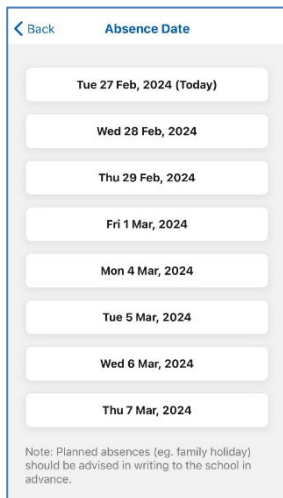 Back Absence Date
Tue 27 Feb, 2024 (Today)
Wed 28 Feb, 2024
Thu 29 Feb, 2024
Fri 1 Mar, 2024
Mon 4 Mar, 2024
Tue 5 Mar, 2024
Wed 6 Mar, 2024
Thu 7 Mar, 2024
Note: Planned absences (eg. family holiday)
should be advised in writing to the school in
advance.